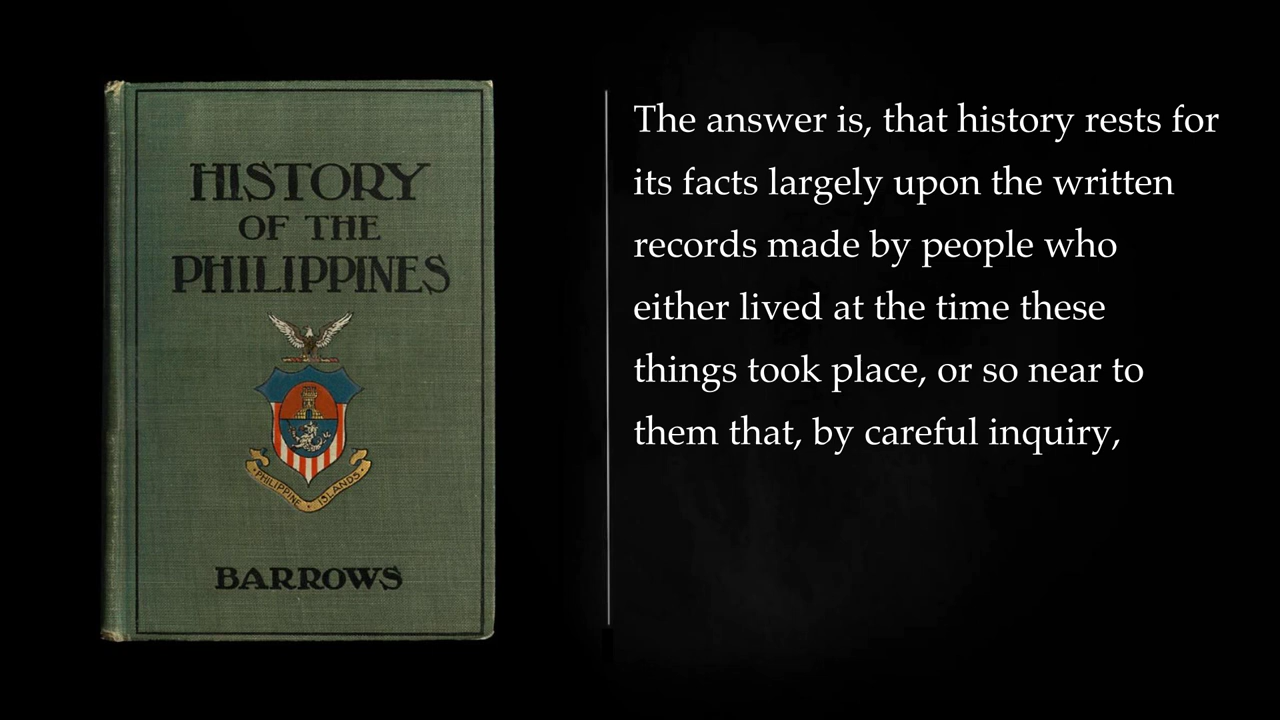 HISTORY
OF THE
PHILIPPINES
PHILIPPINE ISLANDS
BARROWS
The answer is, that history rests for
its facts largely upon the written
records made by people who
either lived at the time these
things took place, or so near to
them that, by careful inquiry,